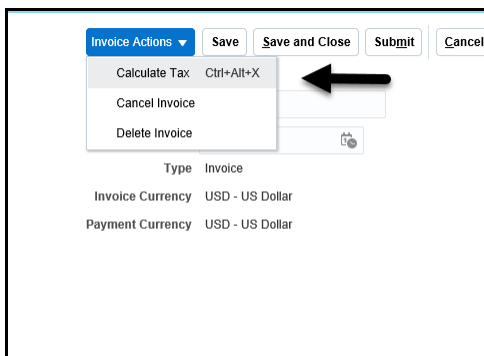 Invoice Actions Save Save and Close Submit Cancel
Calculate Tax Ctrl+Alt+X
Cancel Invoice
Delete Invoice
Type Invoice
Invoice Currency USD - US Dollar
Payment Currency USD - US Dollar